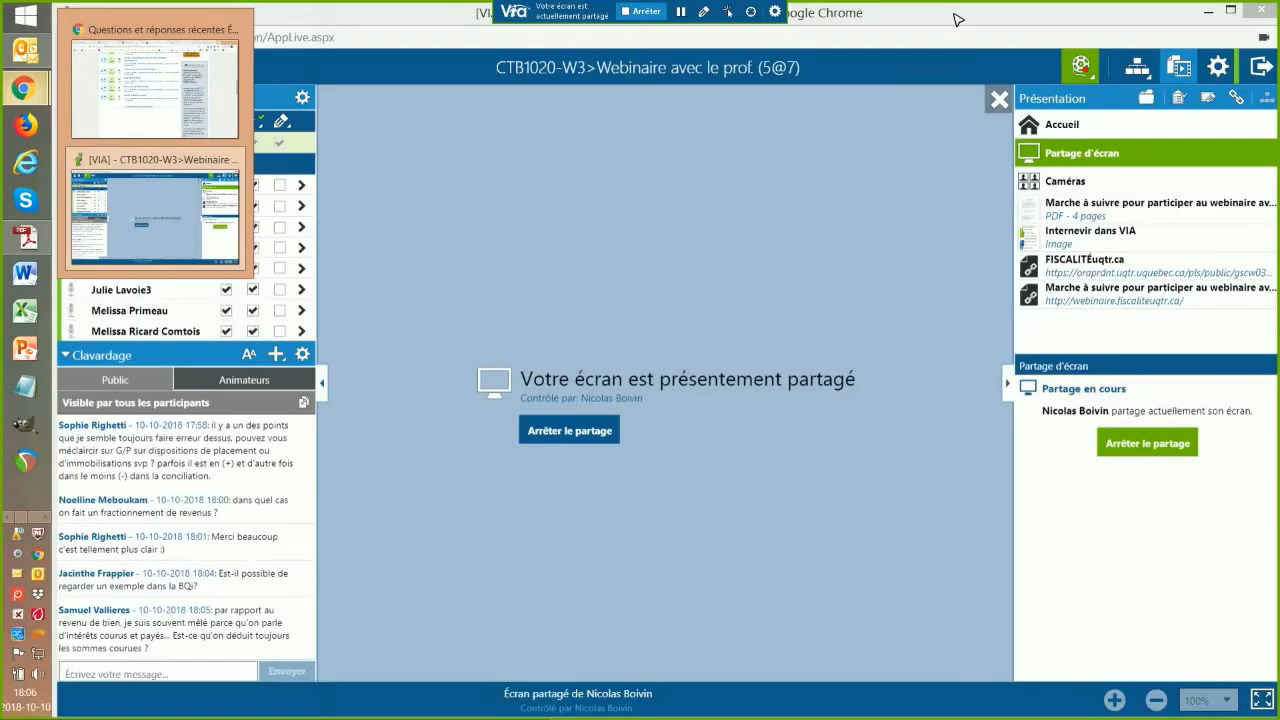 Votre écran est
actuellement partagé
Arrêter
Via
[VI
ogle Chrome
Questions et réponses récentes É...
on/AppLive.aspx
CTB1020-W3>Webinaire avec le prof. (5@7)
Présentation
Accueil
[VIA] - CTB1020-W3>Webinaire ...
Partage d'écran
Caméras
Marche à suivre pour participer au webinaire av...
PDF - 4 pages
Internevir dans VIA
Image
FISCALITÉuqtr.ca
https://oraprdnt.uqtr.uquebec.ca/pls/public/gscw03...
Marche à suivre pour participer au webinaire av...
http://webinaire.fiscaliteuqtr.ca/
Julie Lavoie3
Melissa Primeau
Melissa Ricard Comtois
Clavardage
AA
Public
Animateurs
Visible par tous les participants
Sophie Righetti - 10-10-2018 17:58: il y a un des points
que je semble toujours faire erreur dessus, pouvez vous
méclaircir sur G/P sur dispositions de placement ou
d'immobilisations svp ? parfois il est en (+) et d'autre fois
dans le moins (-) dans la conciliation.
Noelline Meboukam - 10-10-2018 18:00: dans quel cas
on fait un fractionnement de revenus ?
Sophie Righetti - 10-10-2018 18:01: Merci beaucoup
c'est tellement plus clair :)
Jacinthe Frappier - 10-10-2018 18:04: Est-il possible de
regarder un exemple dans la BQi?
Samuel Vallieres - 10-10-2018 18:05: par rapport au
revenu de bien, je suis souvent mêlé parce qu'on parle
d'intérêts courus et payés... Est-ce qu'on déduit toujours
les sommes courues ?
Écrivez votre message...
Envoyer
Votre écran est présentement partagé
Contrôlé par: Nicolas Boivin
Arrêter le partage
Partage d'écran
Partage en cours
Nicolas Boivin partage actuellement son écran.
Arrêter le partage
18:06
2018-10-10
Écran partagé de Nicolas Boivin
Contrôlé par Nicolas Boivin
100%